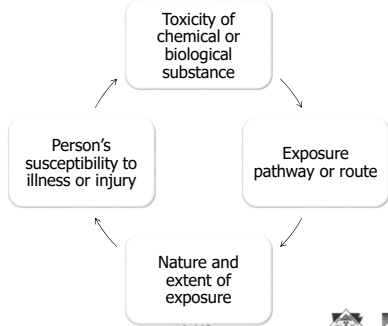 Toxicity of
chemical or
biological
substance
Exposure
pathway or route
Nature and
extent of
exposure
Person's
susceptibility to
illness or injury